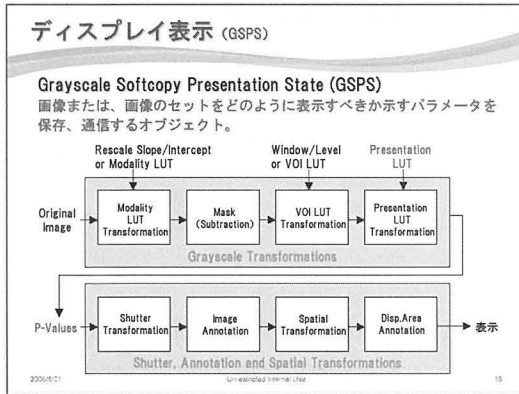 ディスプレイ表示 (GSPS)
Grayscale Softcopy Presentation State (GSPS)
画像または、画像のセットをどのように表示すべきか示すパラメータを
保存、通信するオブジェクト。
Rescale Slope/Intercept
or Modality LUT
Window/Level
or VOI LUT
Presentation
LUT
Original
Image
Modality
LUT
Transformation
Mask
(Subtraction)
VOI LUT
Transformation
Presentation
LUT
Transformation
Grayscale Transformations
P-Values
Shutter
Transformation
Image
Annotation
Spatial
Transformation
Disp.Area
Annotation
表示
Shutter, Annotation and Spatial Transformations
Unrestricted Internal Use